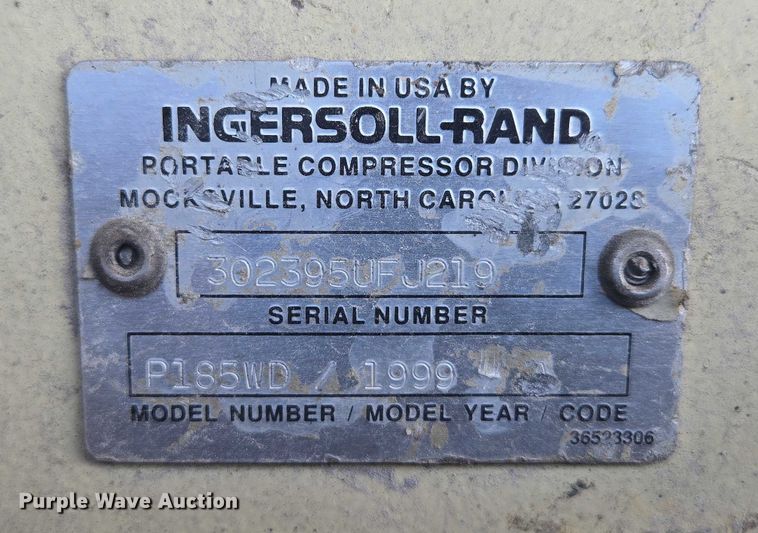 MADE IN USA BY
INGERSOLL-RAND
PORTABLE COMPRESSOR DIVISION
MOCKSVILLE, NORTH CAROLINA 27028
302395UFJ219
SERIAL NUMBER
P185WD / 1999
MODEL NUMBER / MODEL YEAR / CODE
36523306
Purple Wave Auction